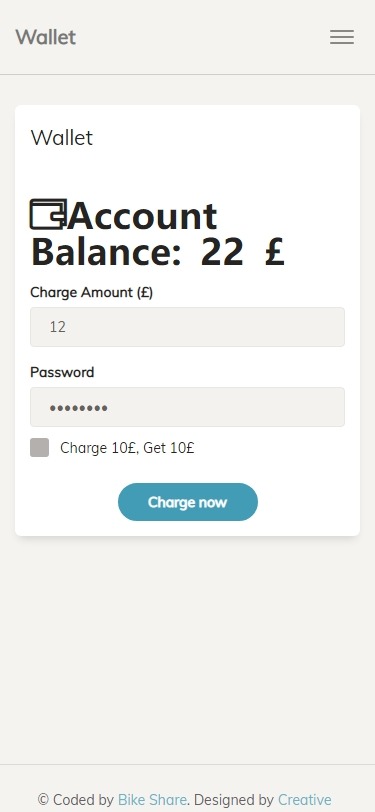 Wallet
Wallet
Account
Balance: 22 £
Charge Amount (£)
12
Password
••••••••
Charge 10£, Get 10£
Charge now
© Coded by Bike Share. Designed by Creative